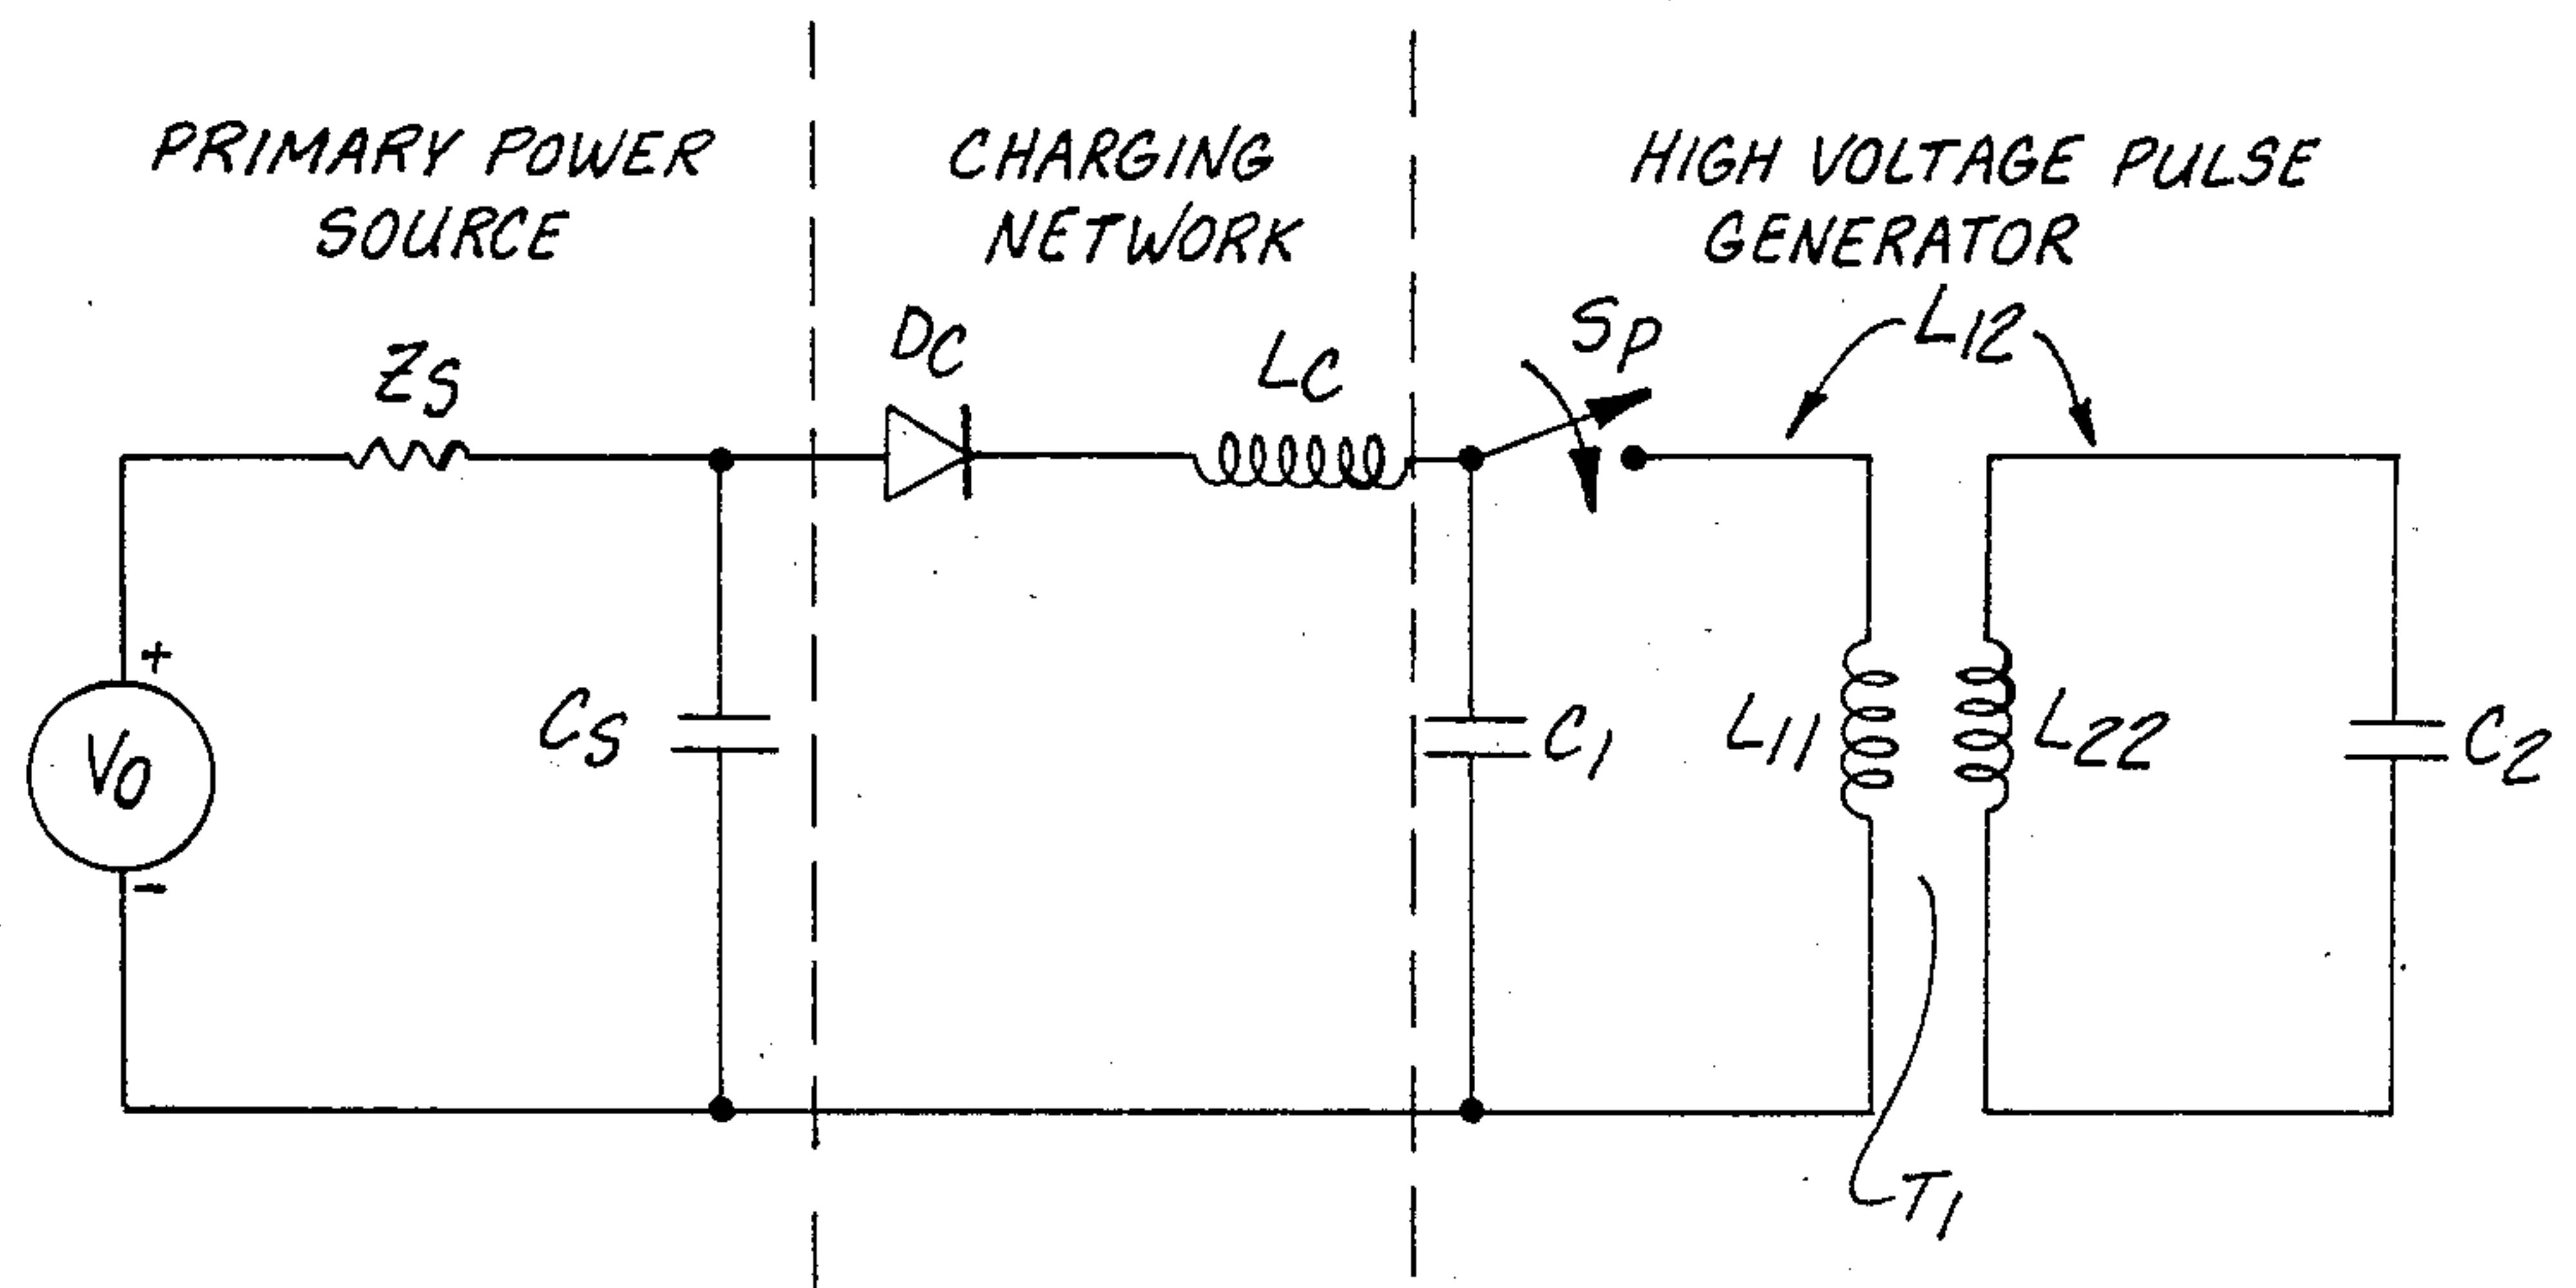 PRIMARY POWER
SOURCE
CHARGING
NETWORK
HIGH VOLTAGE PULSE
GENERATOR
ZS
DC
LC
SP
L12
+
VO
-
CS
C1
L11
L22
C2
T1